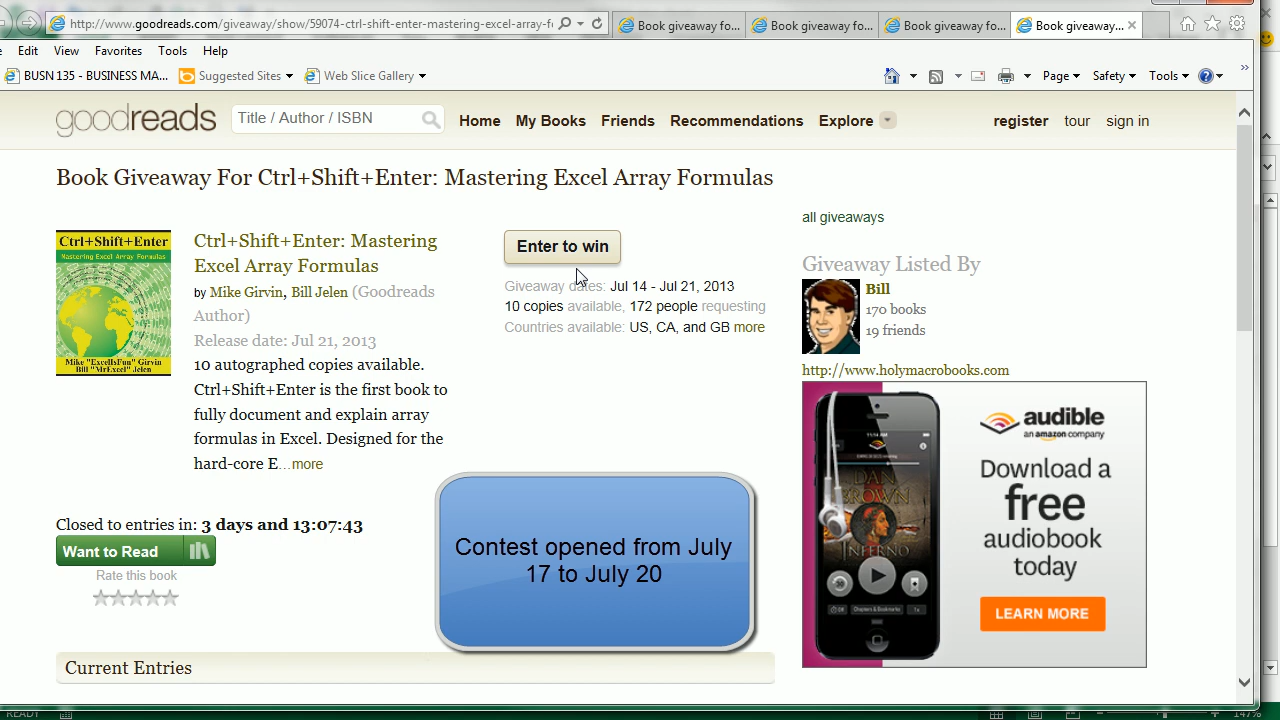 http://www.goodreads.com/giveaway/show/59074-ctrl-shift-enter-mastering-excel-array-f
Book giveaway fo...
Book giveaway fo...
Book giveaway fo...
Book giveaway...
Edit View Favorites Tools Help
BUSN 135 - BUSINESS MA...
Suggested Sites
Web Slice Gallery
Page
Safety
Tools
goodreads
Title / Author / ISBN
Home
My Books
Friends
Recommendations
Explore
register
tour
sign in
Book Giveaway For Ctrl+Shift+Enter: Mastering Excel Array Formulas
all giveaways
Ctrl+Shift+Enter
Mastering Excel Array Formulas
Mike "ExcelIsFun" Girvin
Bill "MrExcel" Jelen
Ctrl+Shift+Enter: Mastering
Excel Array Formulas
by Mike Girvin, Bill Jelen (Goodreads
Author)
Release date: Jul 21, 2013
10 autographed copies available.
Ctrl+Shift+Enter is the first book to
fully document and explain array
formulas in Excel. Designed for the
hard-core E...more
Enter to win
Giveaway dates: Jul 14 - Jul 21, 2013
10 copies available, 172 people requesting
Countries available: US, CA, and GB more
Giveaway Listed By
Bill
170 books
19 friends
http://www.holymacrobooks.com
audible
an amazon company
Download a
free
audiobook
today
LEARN MORE
DAN
BROWN
INFERNO
Chapters & Bookmarks
1x
Closed to entries in: 3 days and 13:07:43
Want to Read
Rate this book
Contest opened from July
17 to July 20
Current Entries
READY
147%